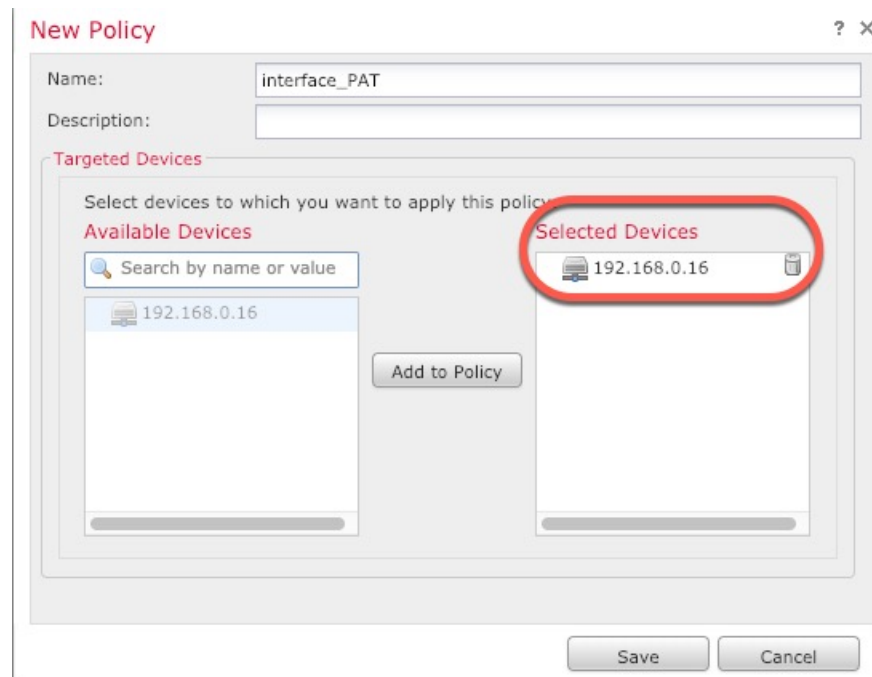 New Policy
?
Name:
interface_PAT
Description:
Targeted Devices
Select devices to which you want to apply this policy
Available Devices
Search by name or value
192.168.0.16
Add to Policy
Selected Devices
192.168.0.16
Save
Cancel